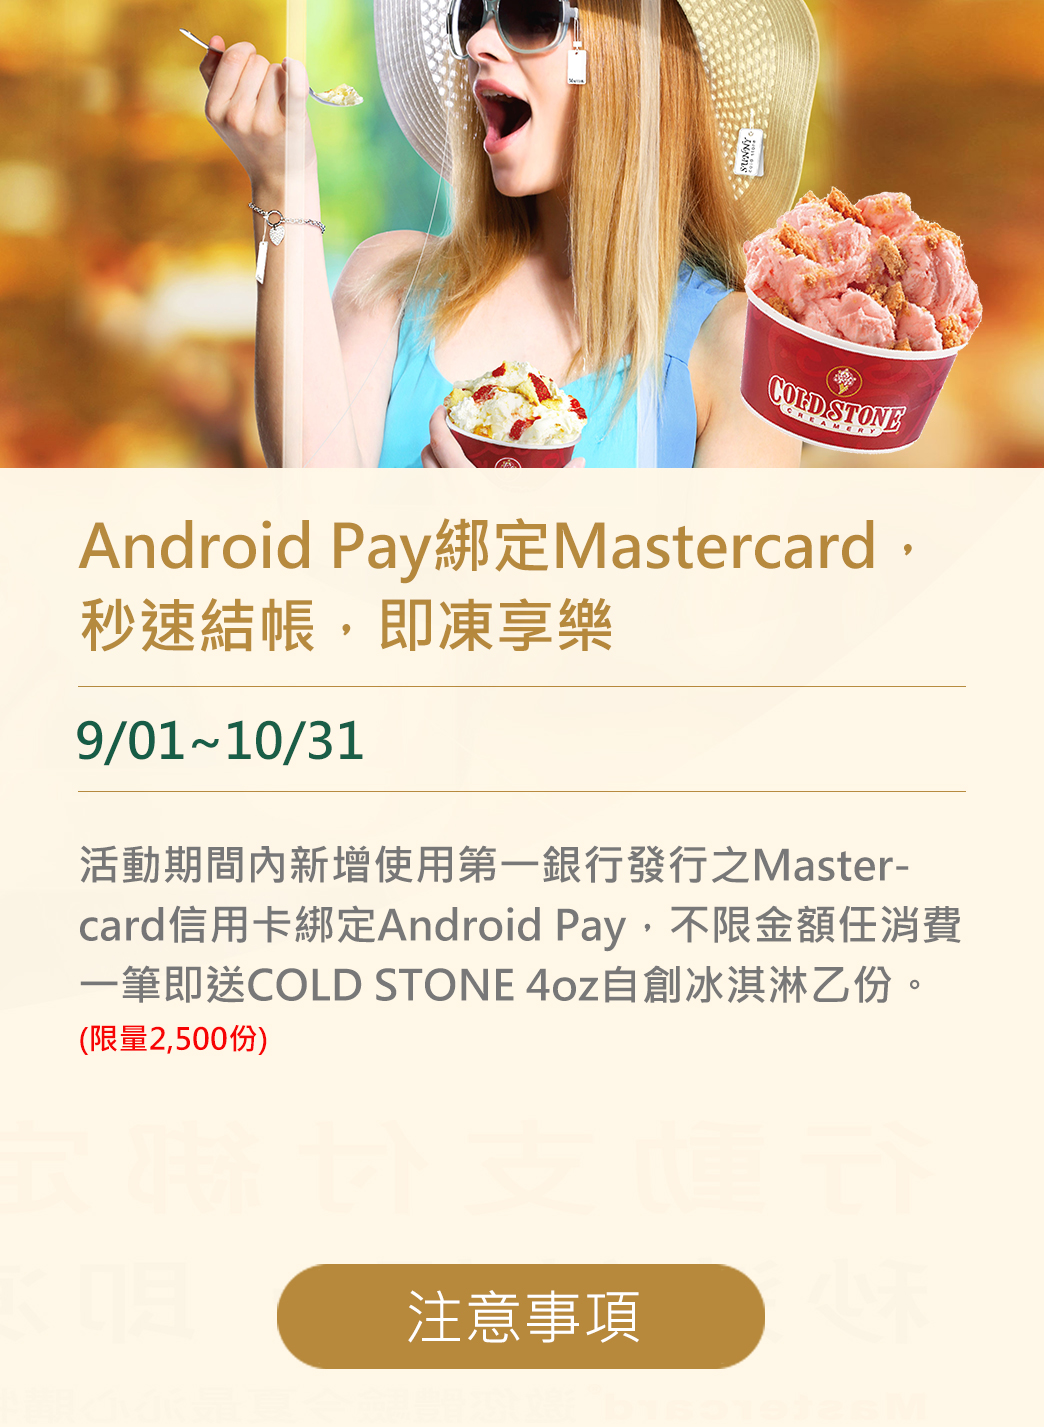 SUNNY
COLD STONE
CREAMERY
Android Pay綁定Mastercard，
秒速結帳，即凍享樂
9/01~10/31
活動期間內新增使用第一銀行發行之Master-
card信用卡綁定Android Pay，不限金額任消費
一筆即送COLD STONE 4oz自創冰淇淋乙份。
(限量2,500份)
注意事項